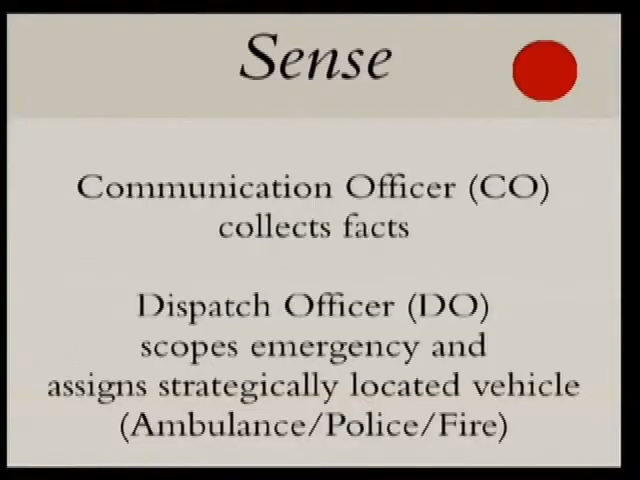 Sense
Communication Officer (CO)
collects facts
Dispatch Officer (DO)
scopes emergency and
assigns strategically located vehicle
(Ambulance/Police/Fire)